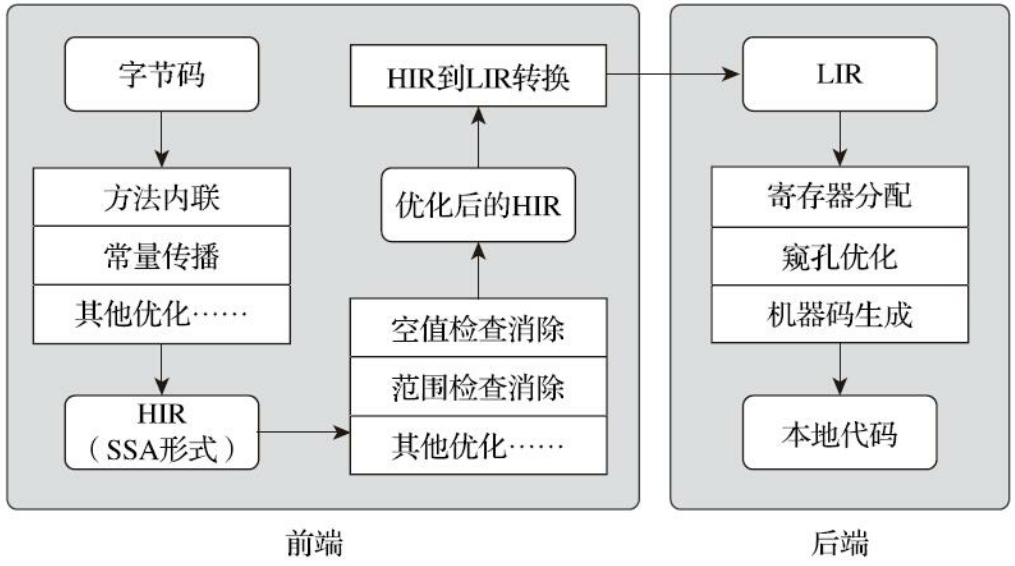 字节码
方法内联
常量传播
其他优化……
HIR
（SSA形式）
空值检查消除
范围检查消除
其他优化……
优化后的HIR
HIR到LIR转换
前端
LIR
寄存器分配
窥孔优化
机器码生成
本地代码
后端